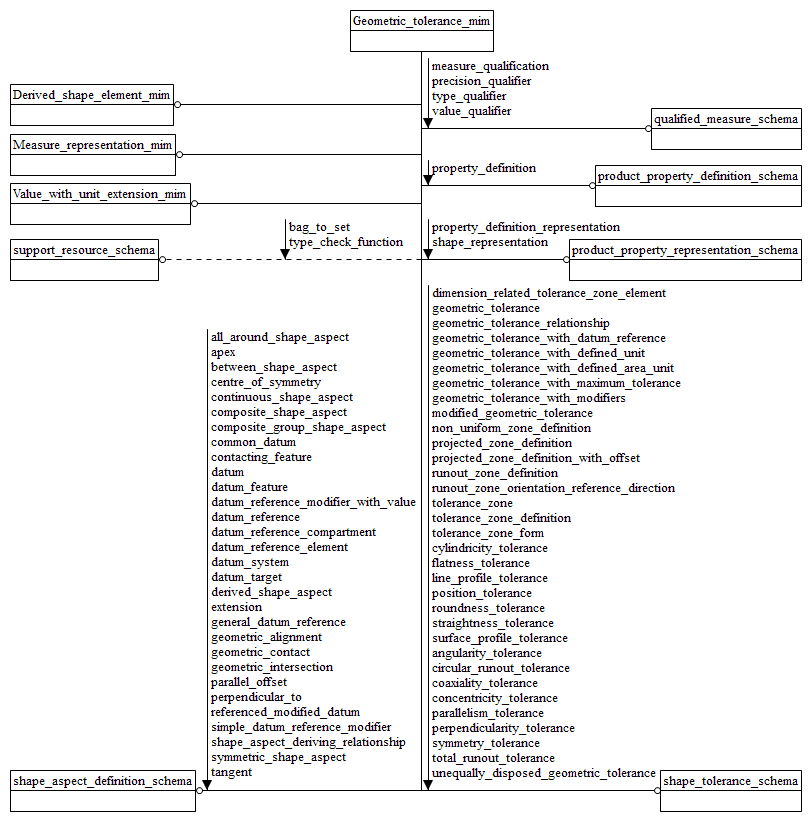 Geometric_tolerance_mim
measure_qualification
precision_qualifier
type_qualifier
value_qualifier
Derived_shape_element_mim
qualified_measure_schema
Measure_representation_mim
property_definition
product_property_definition_schema
Value_with_unit_extension_mim
bag_to_set
type_check_function
property_definition_representation
shape_representation
support_resource_schema
product_property_representation_schema
all_around_shape_aspect
apex
between_shape_aspect
centre_of_symmetry
continuous_shape_aspect
composite_shape_aspect
composite_group_shape_aspect
common_datum
contacting_feature
datum
datum_feature
datum_reference_modifier_with_value
datum_reference
datum_reference_compartment
datum_reference_element
datum_system
datum_target
derived_shape_aspect
extension
general_datum_reference
geometric_alignment
geometric_contact
geometric_intersection
parallel_offset
perpendicular_to
referenced_modified_datum
simple_datum_reference_modifier
shape_aspect_deriving_relationship
symmetric_shape_aspect
tangent
dimension_related_tolerance_zone_element
geometric_tolerance
geometric_tolerance_relationship
geometric_tolerance_with_datum_reference
geometric_tolerance_with_defined_unit
geometric_tolerance_with_defined_area_unit
geometric_tolerance_with_maximum_tolerance
geometric_tolerance_with_modifiers
modified_geometric_tolerance
non_uniform_zone_definition
projected_zone_definition
projected_zone_definition_with_offset
runout_zone_definition
runout_zone_orientation_reference_direction
tolerance_zone
tolerance_zone_definition
tolerance_zone_form
cylindricity_tolerance
flatness_tolerance
line_profile_tolerance
position_tolerance
roundness_tolerance
straightness_tolerance
surface_profile_tolerance
angularity_tolerance
circular_runout_tolerance
coaxiality_tolerance
concentricity_tolerance
parallelism_tolerance
perpendicularity_tolerance
symmetry_tolerance
total_runout_tolerance
unequally_disposed_geometric_tolerance
shape_aspect_definition_schema
shape_tolerance_schema